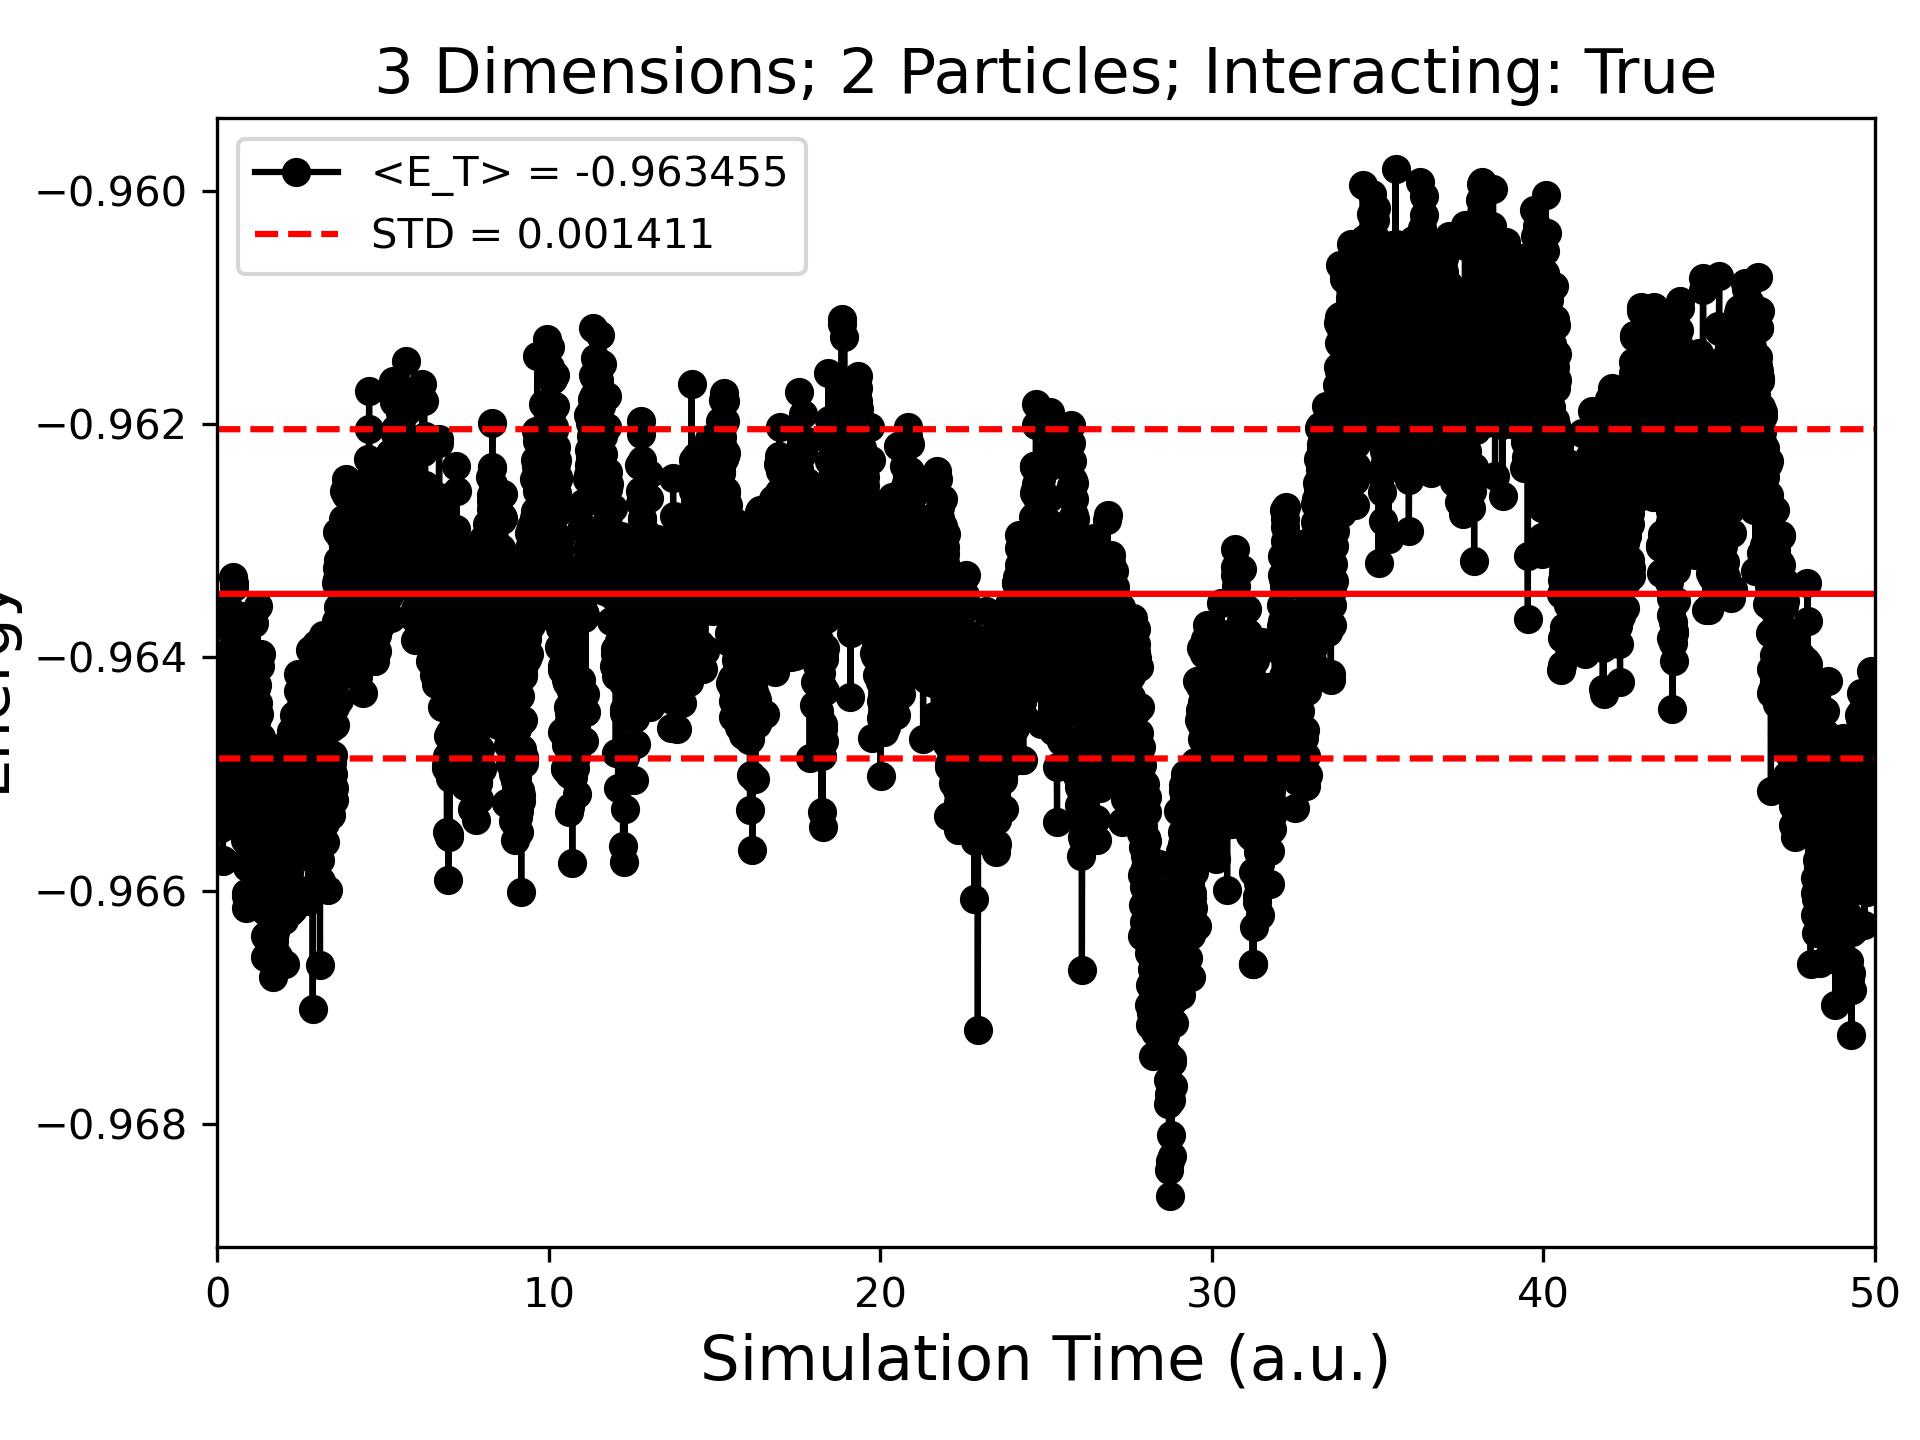 3 Dimensions; 2 Particles; Interacting: True
<E_T> = -0.963455
STD = 0.001411
−0.960
−0.962
−0.964
−0.966
−0.968
Energy
0 10 20 30 40 50
Simulation Time (a.u.)